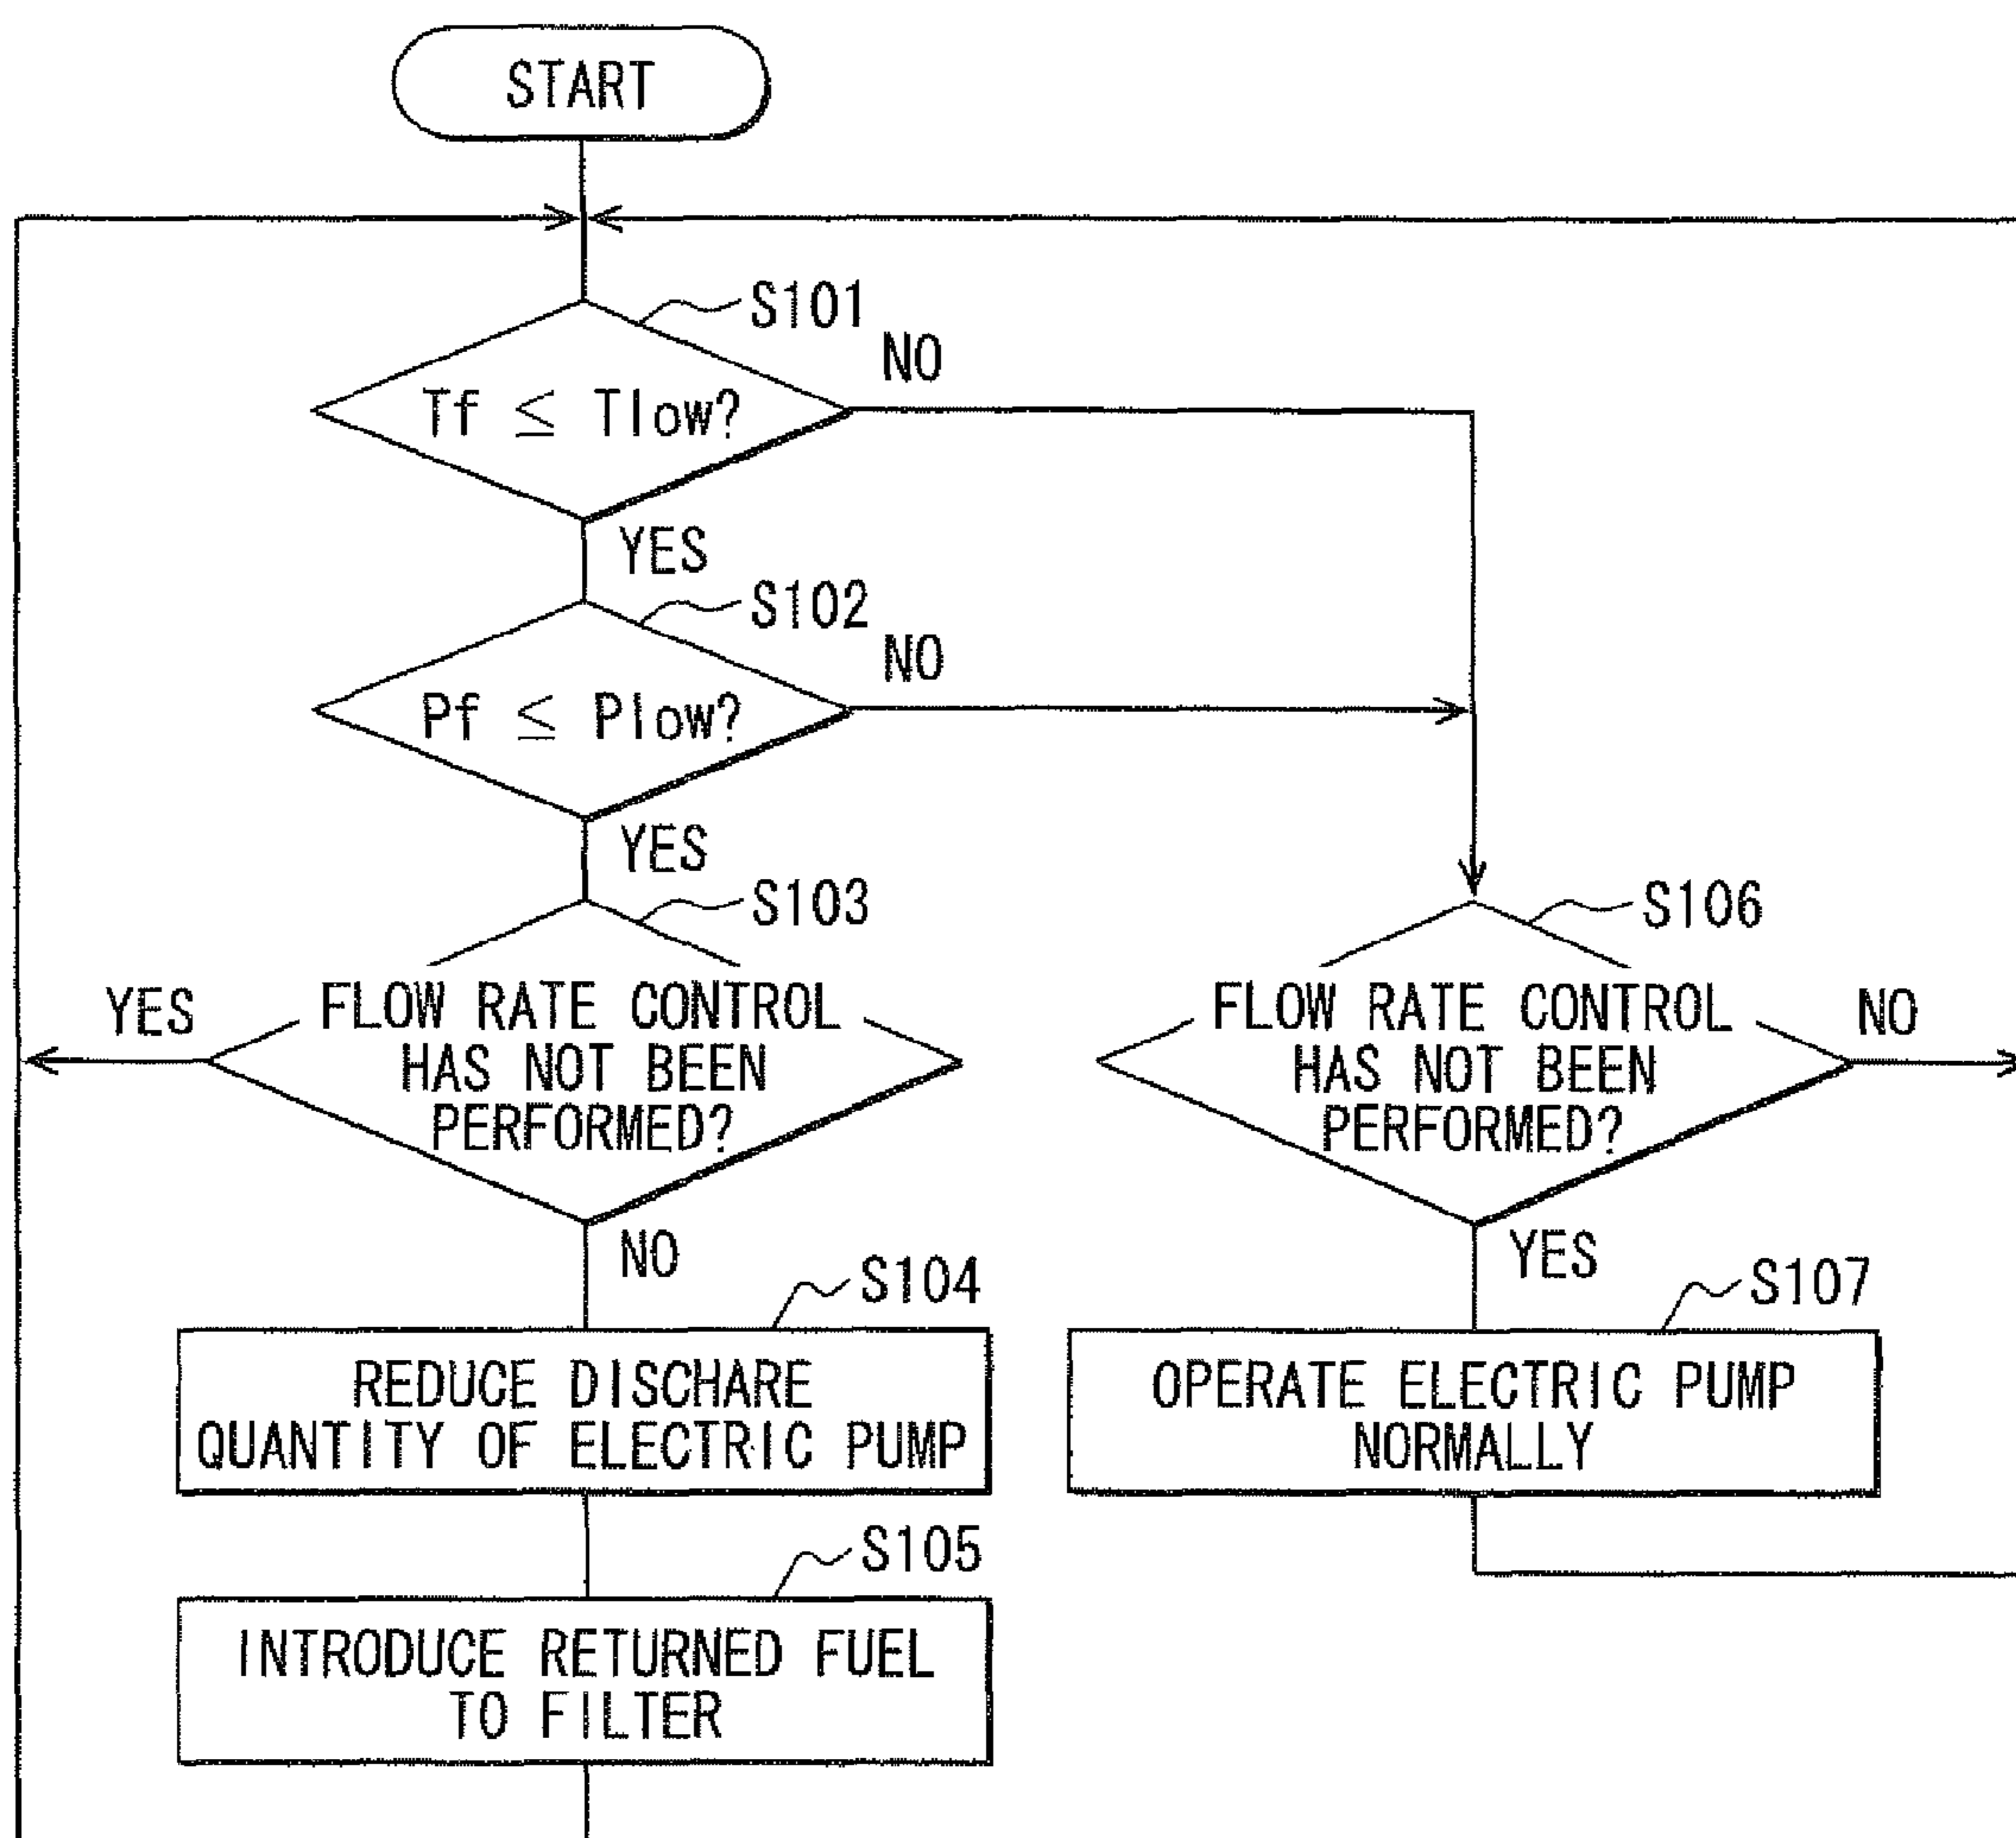 START
S101
NO
Tf ≤ Tlow?
YES
S102
NO
Pf ≤ Plow?
YES
S103
YES
FLOW RATE CONTROL
HAS NOT BEEN
PERFORMED?
NO
S104
REDUCE DISCHARE
QUANTITY OF ELECTRIC PUMP
S105
INTRODUCE RETURNED FUEL
TO FILTER
S106
FLOW RATE CONTROL
HAS NOT BEEN
PERFORMED?
NO
YES
S107
OPERATE ELECTRIC PUMP
NORMALLY